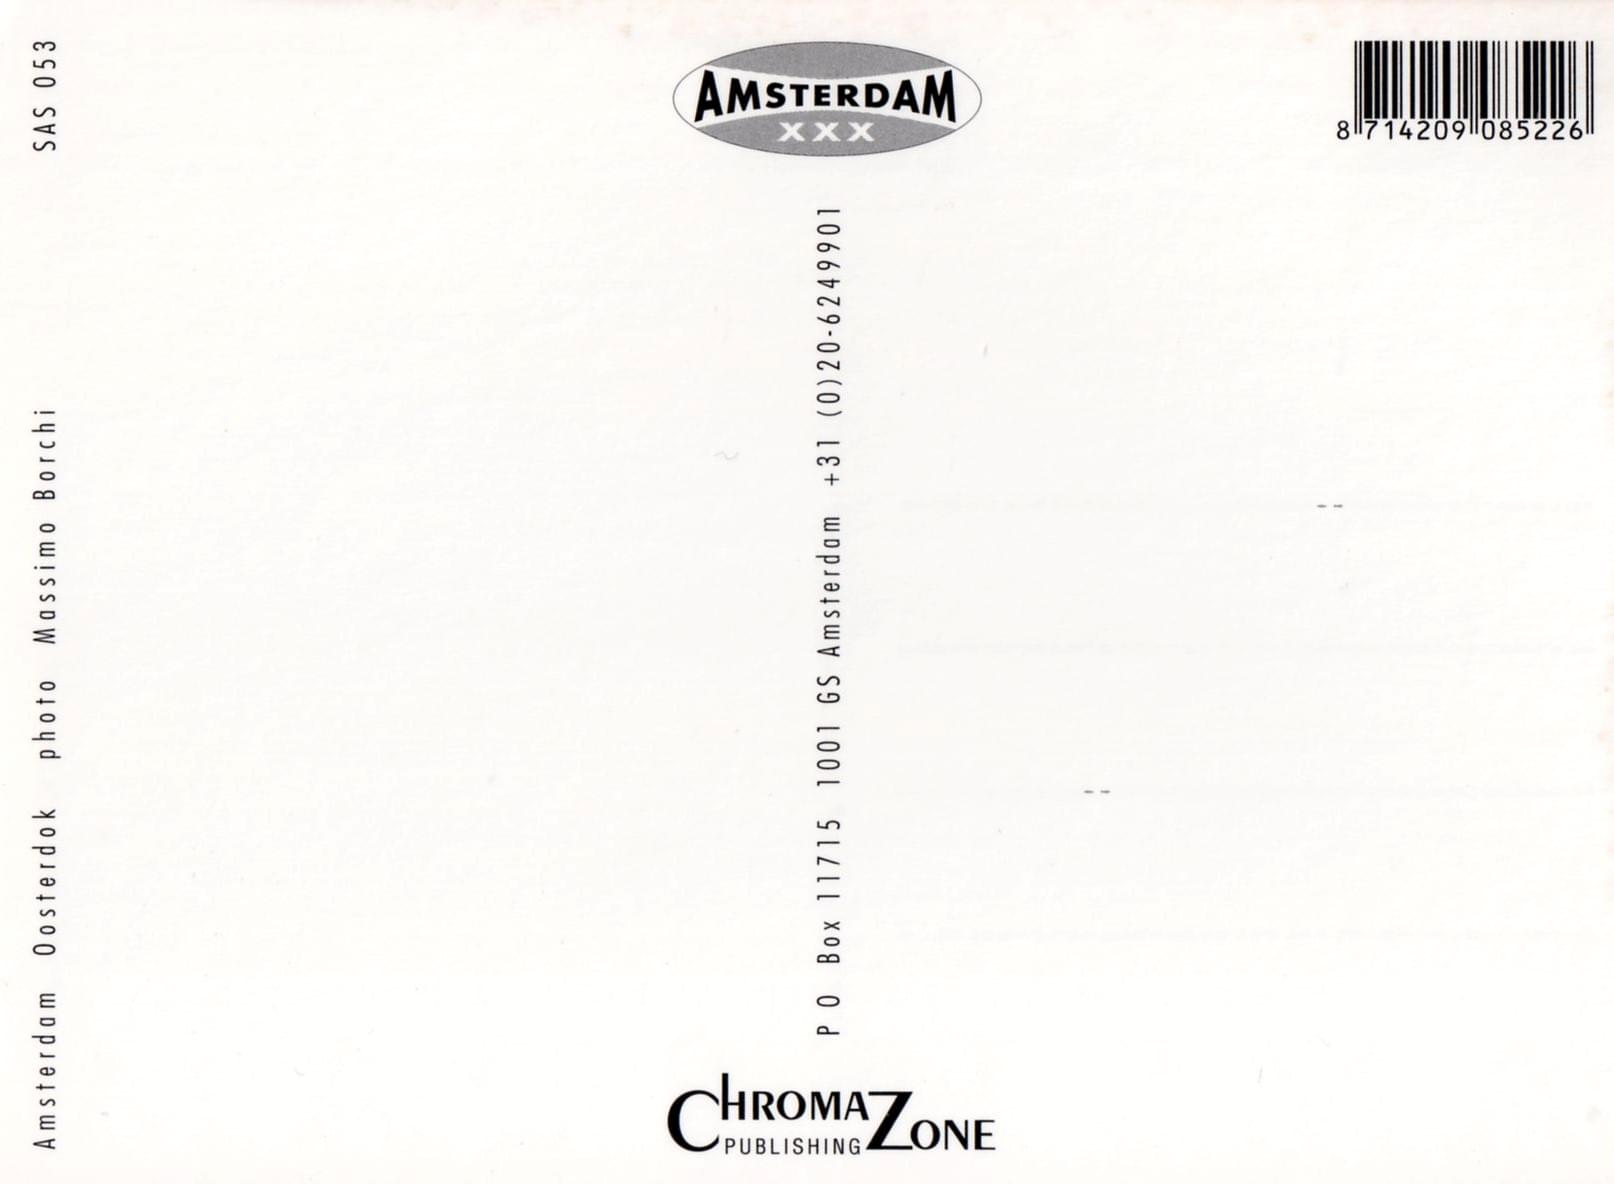 AMSTERDAM
XXX
8 714209 085226
SAS 053
Amsterdam Oosterdok photo Massimo Borchi
P O Box 11715 1001 GS Amsterdam +31 (0)20-6249901
CHROMAZONE
PUBLISHING